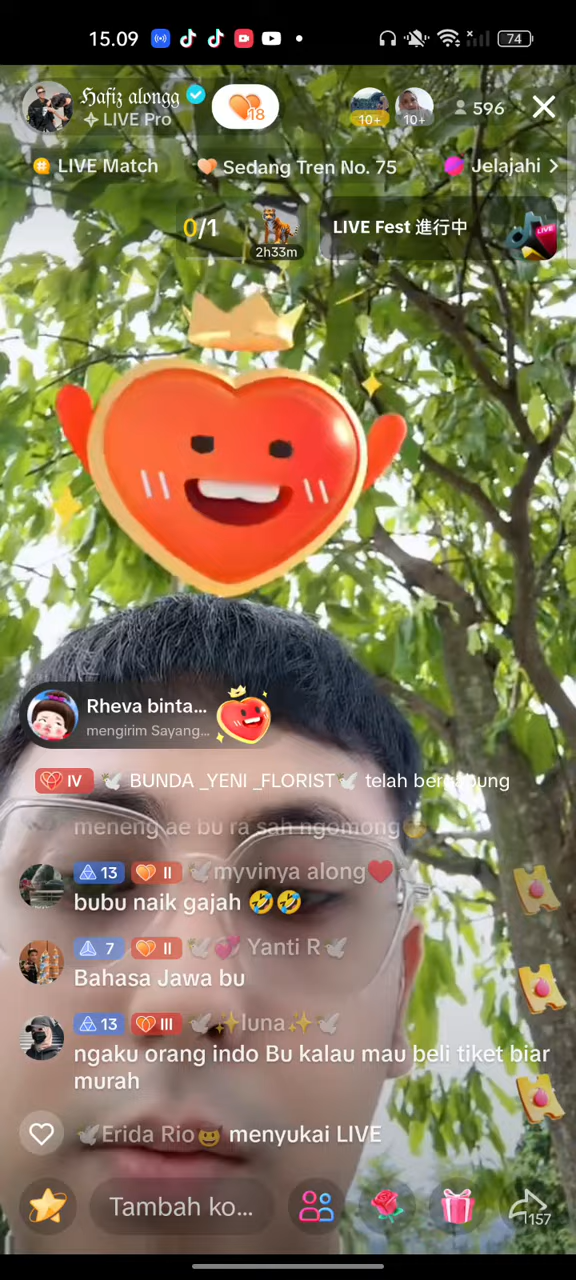 15.09
74
ℌafiz alongg
LIVE Pro
18
10+
10+
596
LIVE Match
Sedang Tren No. 75
Jelajahi >
0/1
2h33m
LIVE Fest 進行中
LIVE
Rheva binta...
mengirim Sayang...
IV 🕊 BUNDA _YENI _FLORIST🕊 telah bergabung
meneng ae bu ra sah ngomong
13 II 🕊myvinya along❤️
bubu naik gajah 🤣🤣
7 II 🕊💞 Yanti R🕊
Bahasa Jawa bu
13 III 🕊✨luna✨🕊
ngaku orang indo Bu kalau mau beli tiket biar
murah
🕊Erida Rio😈 menyukai LIVE
Tambah ko...
157